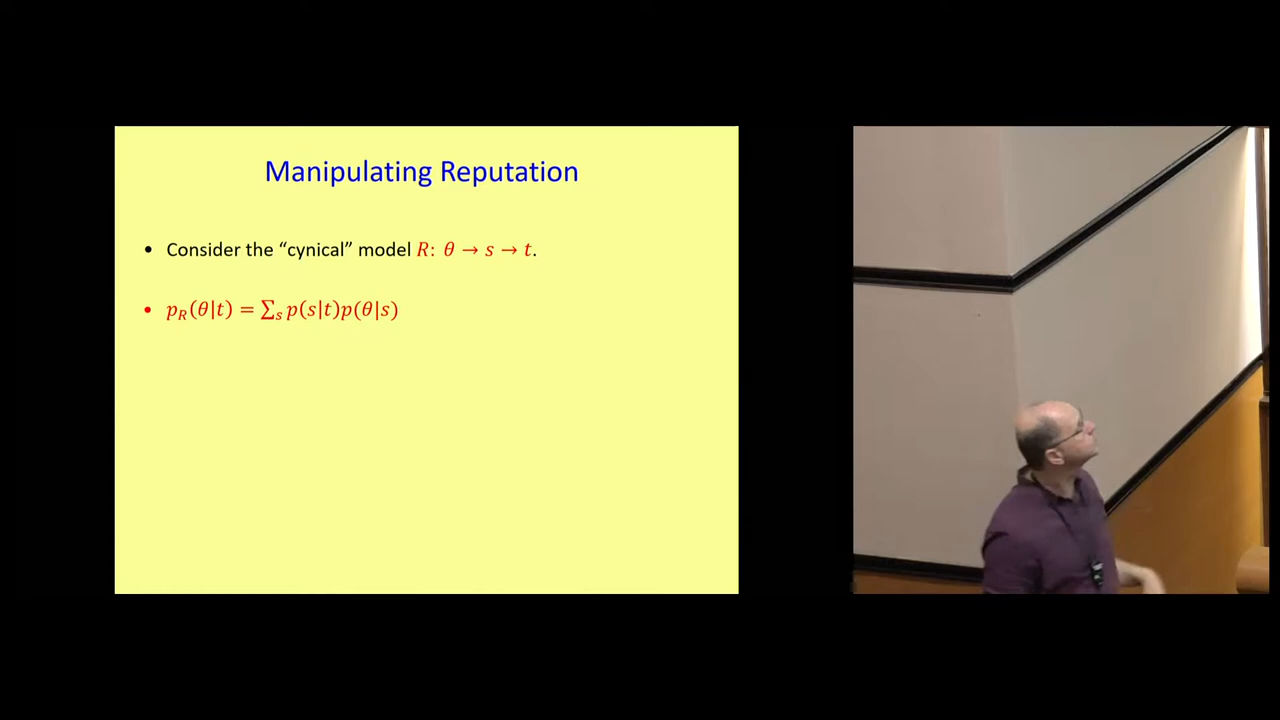 Manipulating Reputation
• Consider the “cynical” model R: θ → s → t.
• p_R(θ|t) = ∑_s p(s|t)p(θ|s)